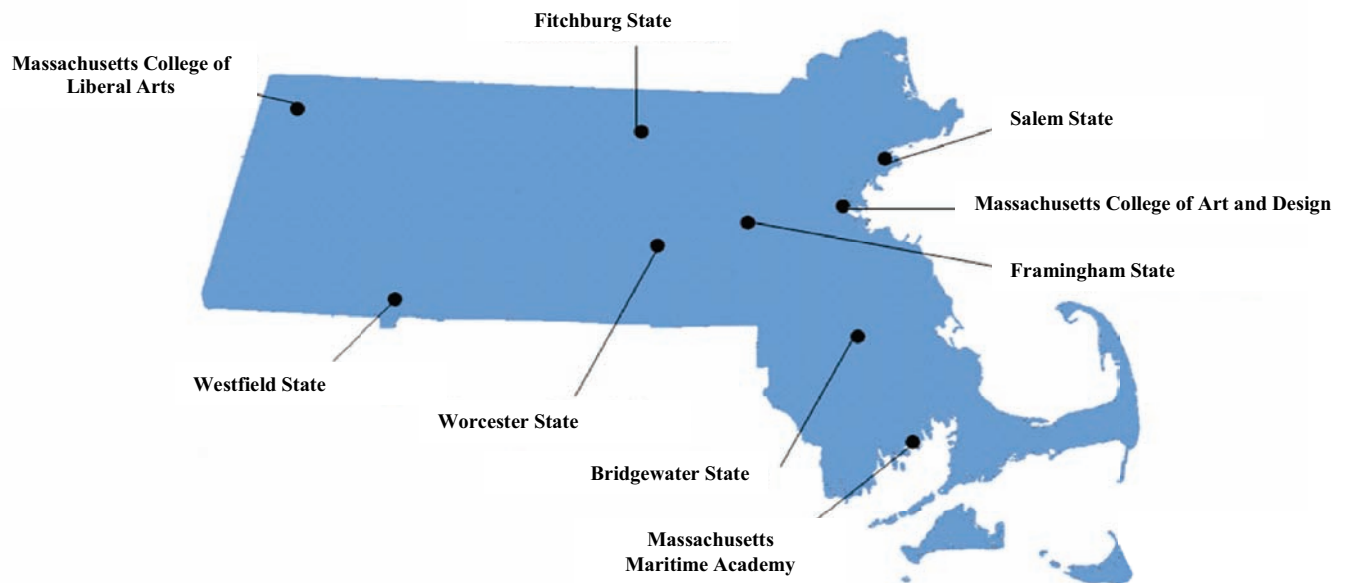 Fitchburg State
Massachusetts College of
Liberal Arts
Salem State
Massachusetts College of Art and Design
Framingham State
Westfield State
Worcester State
Bridgewater State
Massachusetts
Maritime Academy